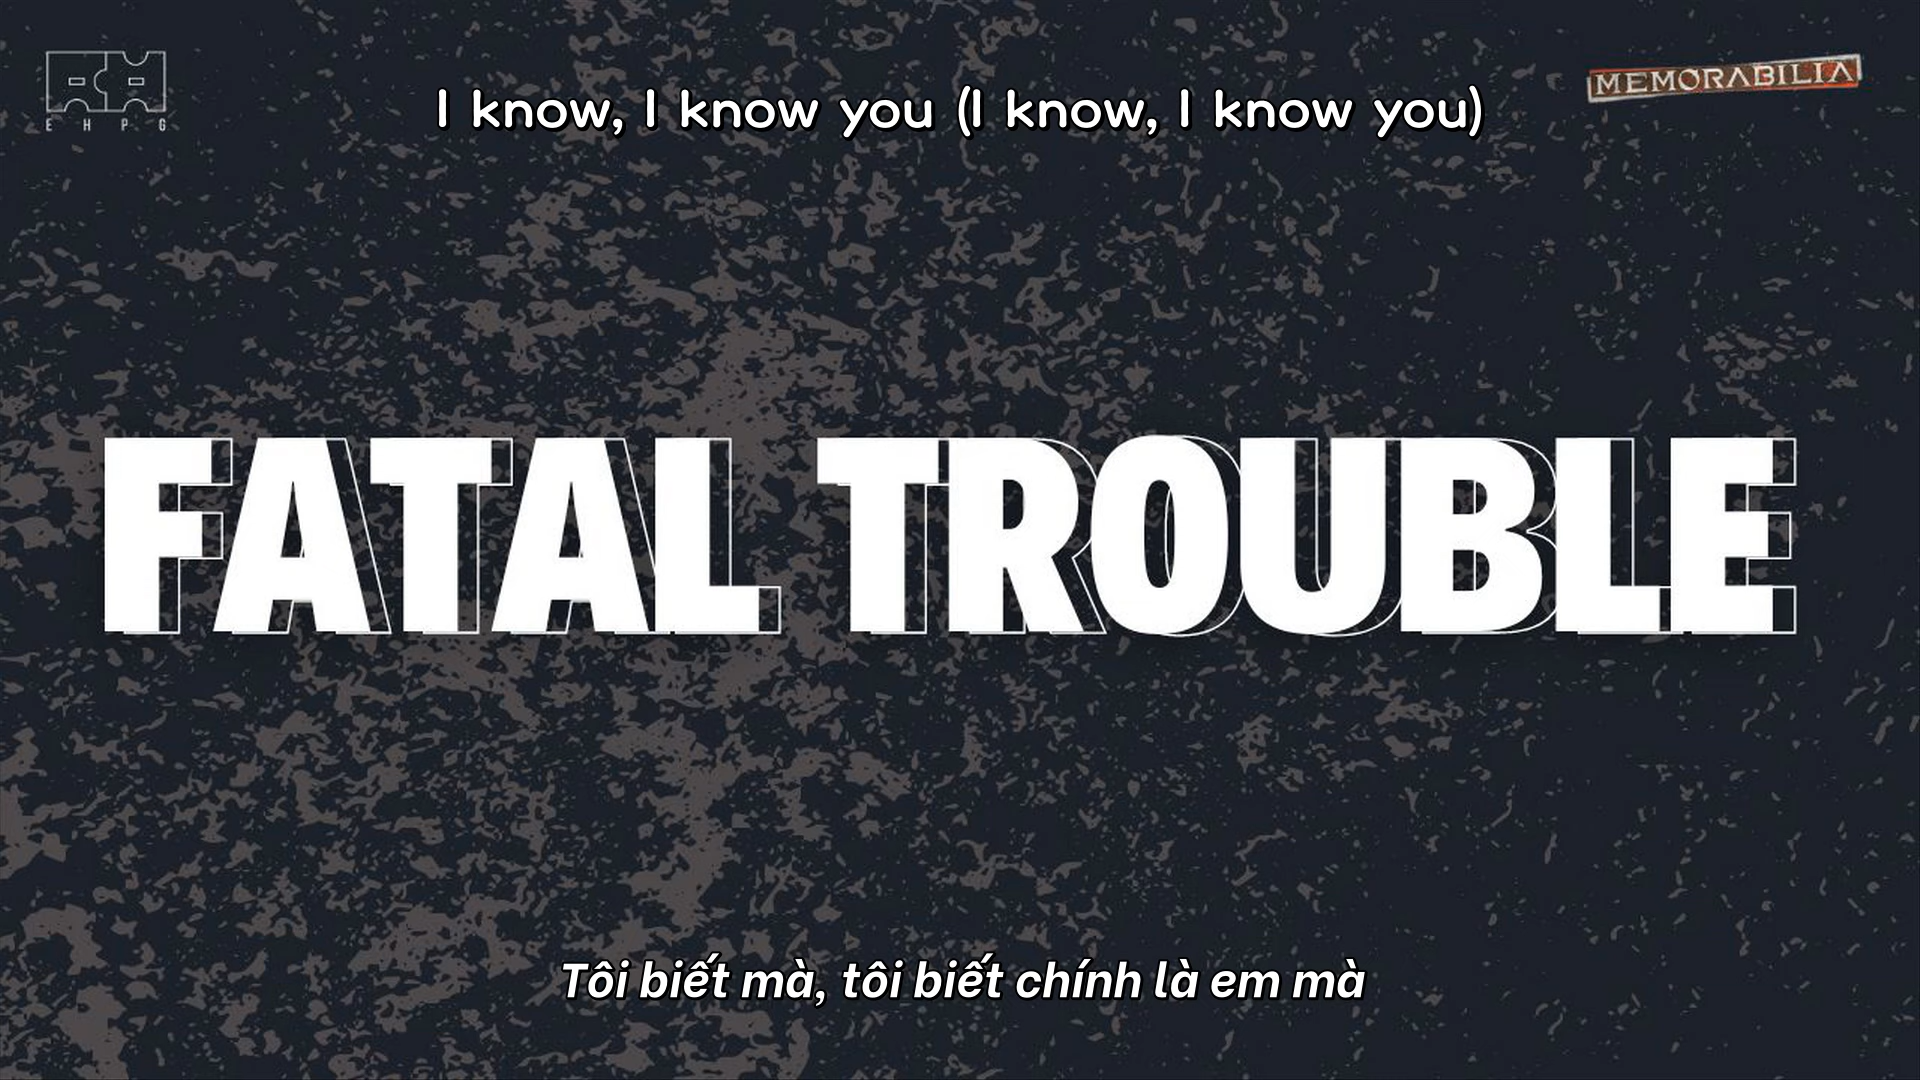 EHPG
I know, I know you (I know, I know you)
MEMORABILIA
FATAL TROUBLE
Tôi biết mà, tôi biết chính là em mà